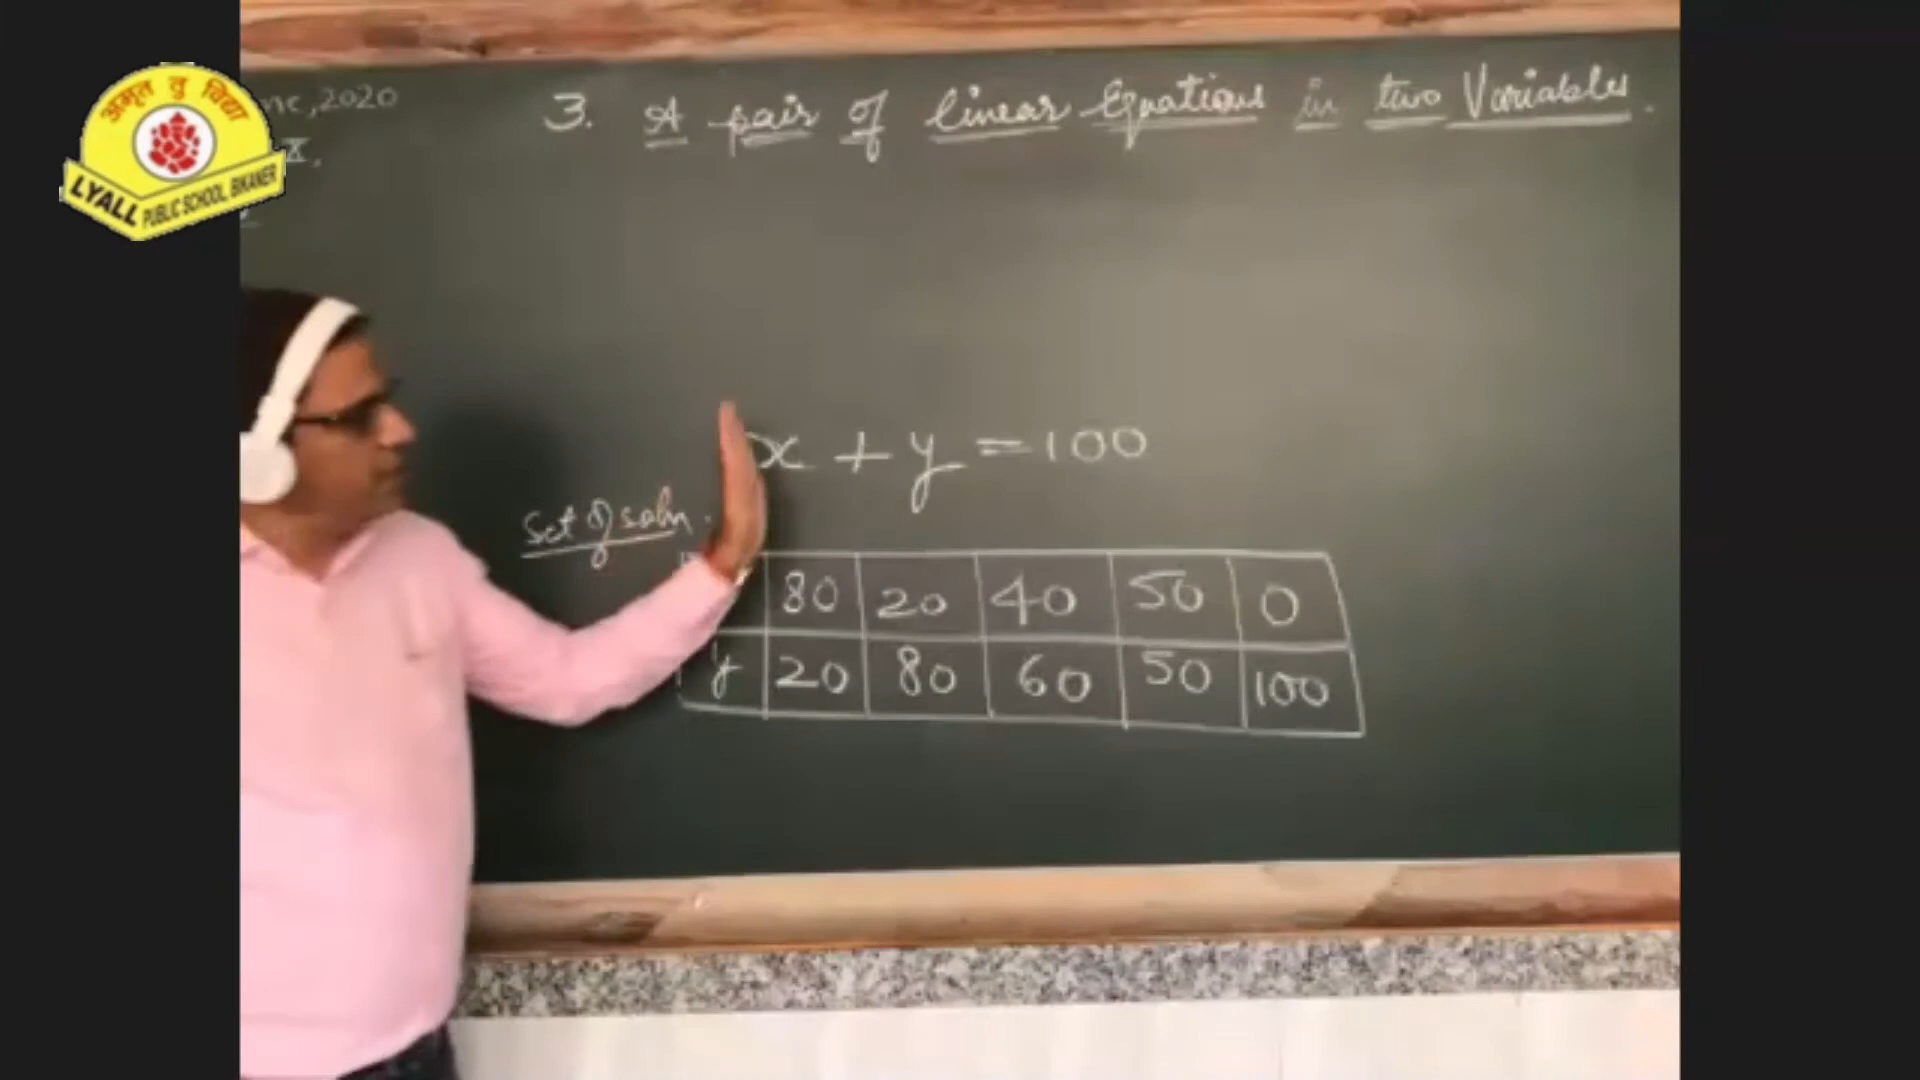 अमृत तु विद्या
LYALL PUBLIC SCHOOL, BIKANER
,2020
X,
3. A pair of linear Equations in two Variables.
x + y = 100
Set of soln.
80 20 40 50 0
y 20 80 60 50 100